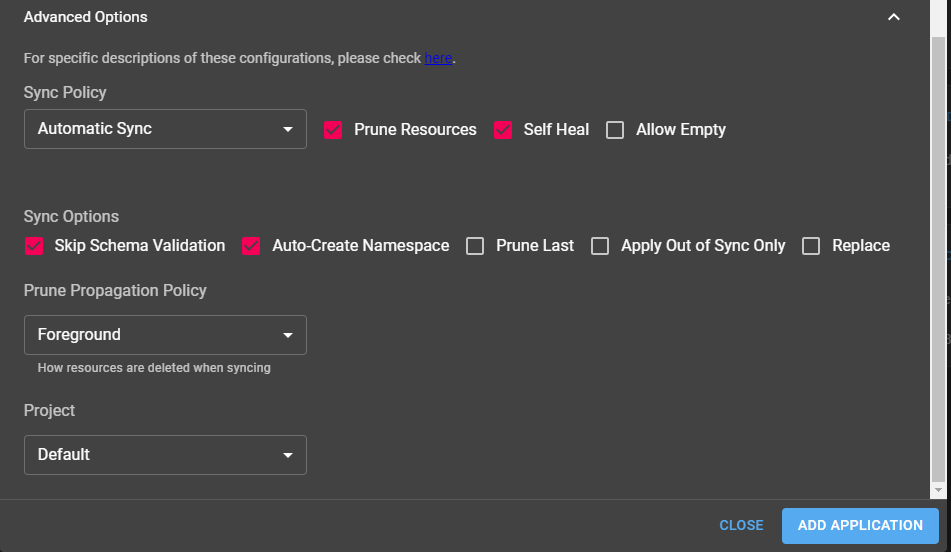 Advanced Options
For specific descriptions of these configurations, please check here.
Sync Policy
Automatic Sync
Prune Resources
Self Heal
Allow Empty
Sync Options
Skip Schema Validation
Auto-Create Namespace
Prune Last
Apply Out of Sync Only
Replace
Prune Propagation Policy
Foreground
How resources are deleted when syncing
Project
Default
CLOSE
ADD APPLICATION